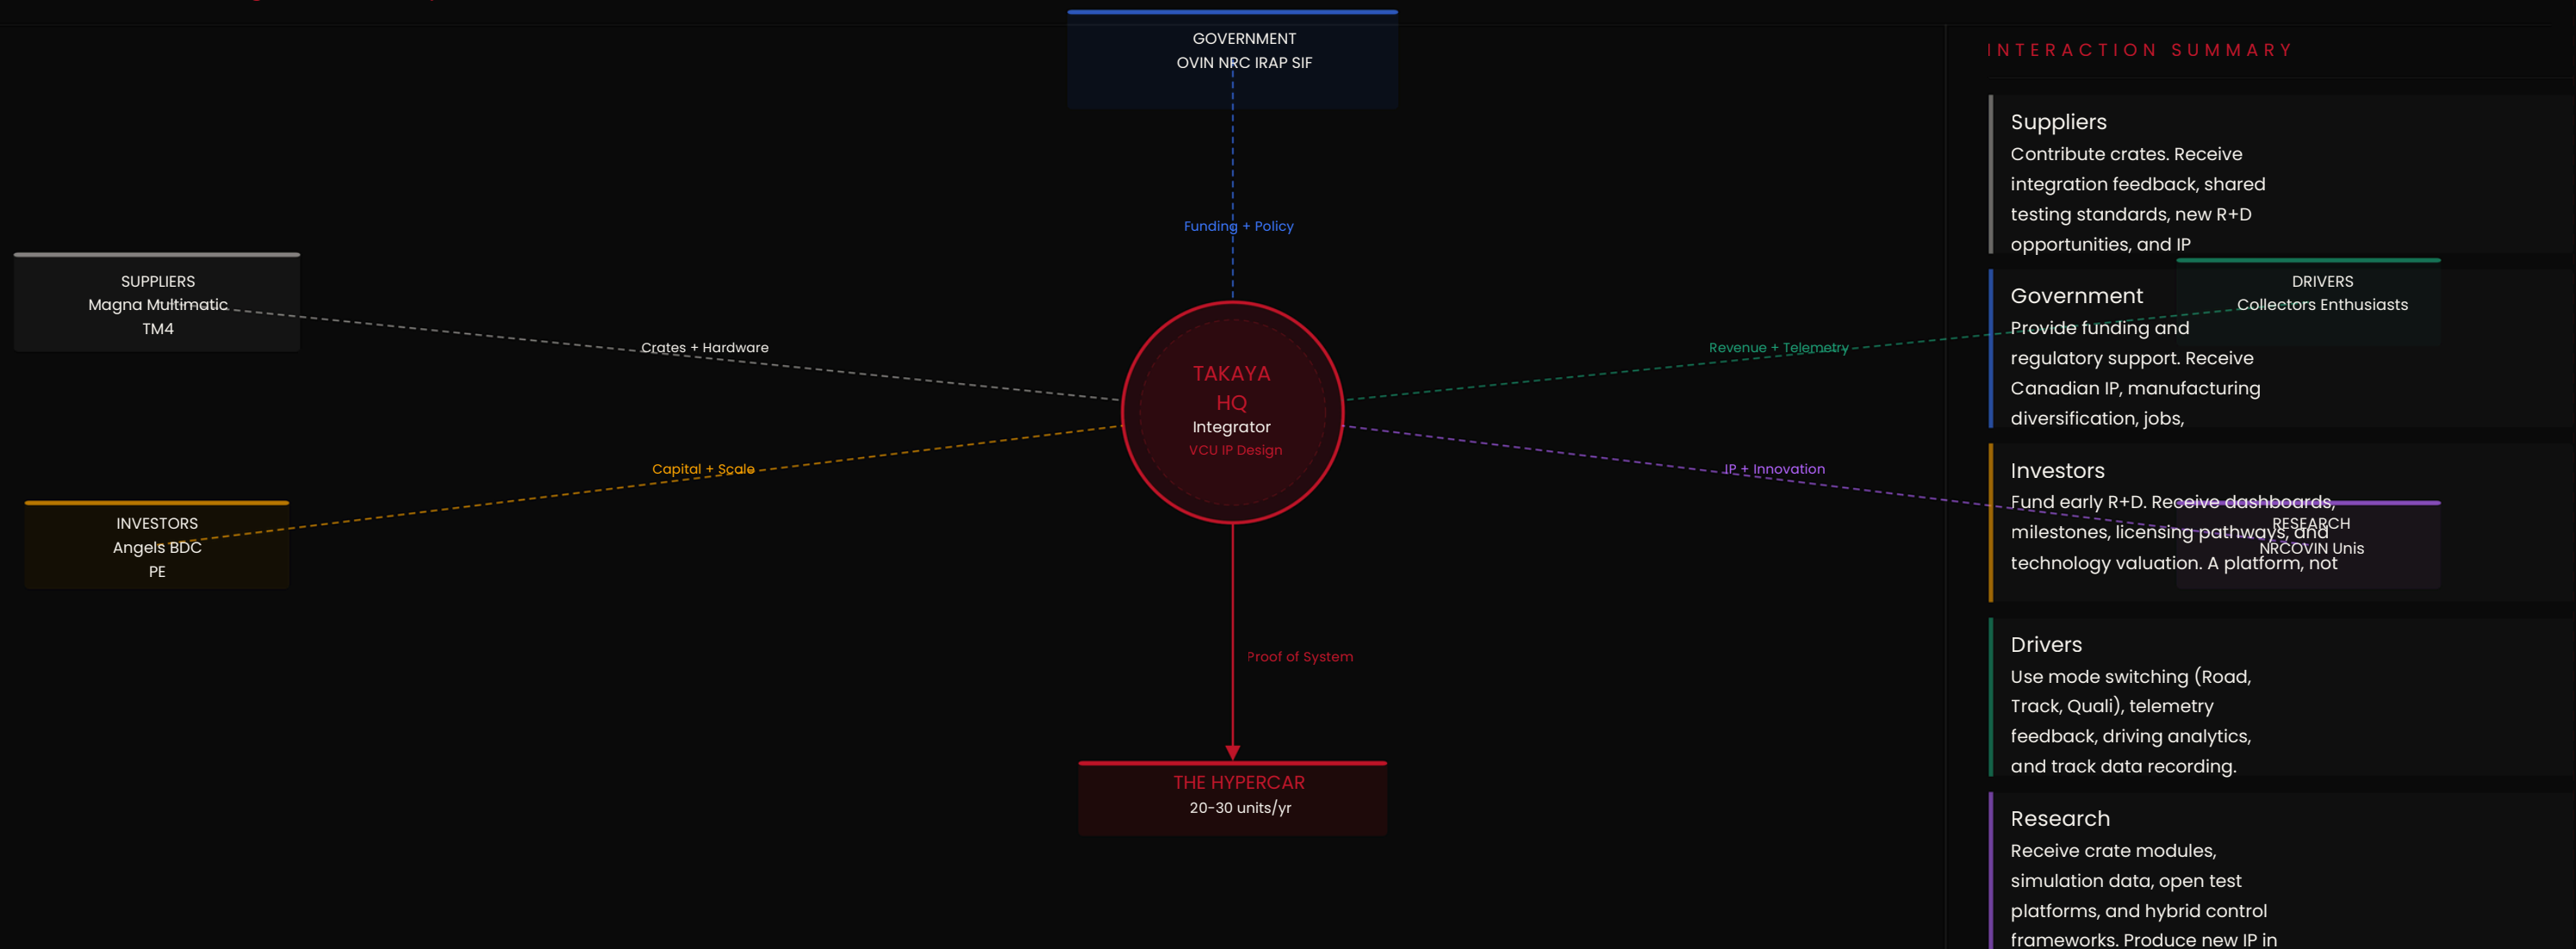 GOVERNMENT
OVIN NRC IRAP SIF
Funding + Policy
SUPPLIERS
Magna Multimatic
TM4
Crates + Hardware
INVESTORS
Angels BDC
PE
Capital + Scale
TAKAYA
HQ
Integrator
VCU IP Design
Revenue + Telemetry
IP + Innovation
Proof of System
THE HYPERCAR
20-30 units/yr
DRIVERS
Collectors Enthusiasts
RESEARCH
NRCOVIN Unis
INTERACTION SUMMARY
Suppliers
Contribute crates. Receive
integration feedback, shared
testing standards, new R+D
opportunities, and IP
Government
Provide funding and
regulatory support. Receive
Canadian IP, manufacturing
diversification, jobs,
Investors
Fund early R+D. Receive dashboards,
milestones, licensing pathways, and
technology valuation. A platform, not
Drivers
Use mode switching (Road,
Track, Quali), telemetry
feedback, driving analytics,
and track data recording.
Research
Receive crate modules,
simulation data, open test
platforms, and hybrid control
frameworks. Produce new IP in